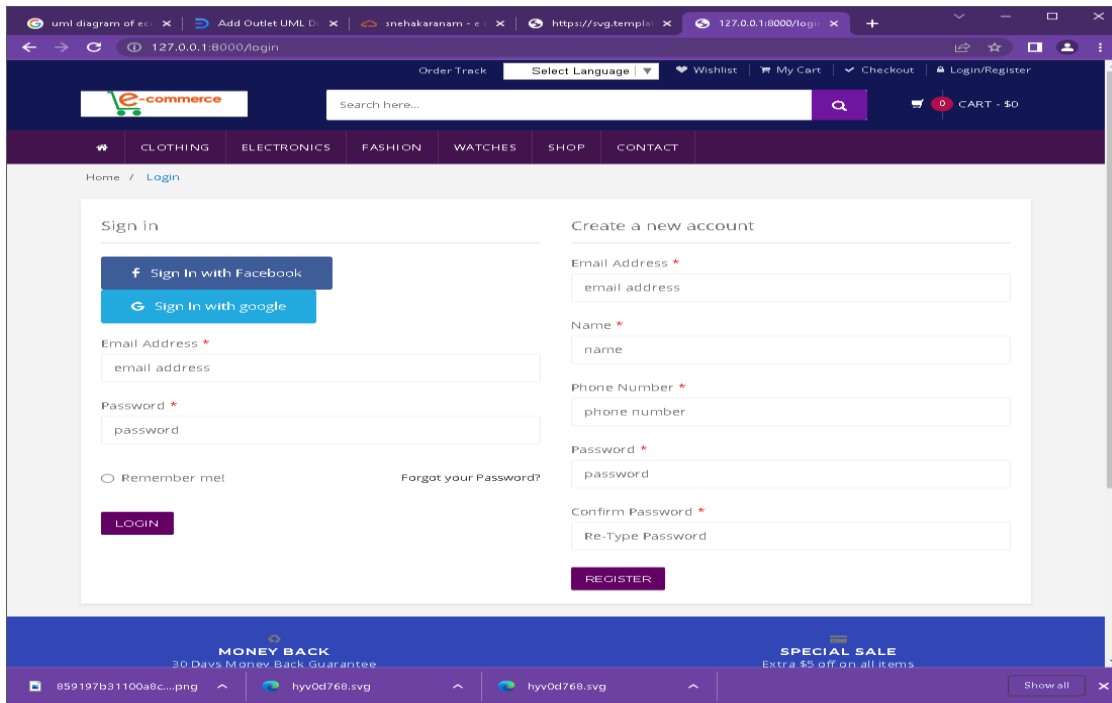 uml diagram of ec
Add Outlet UML Di
snehakaranam - e
https://svg.templat
127.0.0.1:8000/logi
127.0.0.1:8000/login
Order Track
Select Language
Wishlist
My Cart
Checkout
Login/Register
e-commerce
Search here...
0
CART - $0
CLOTHING
ELECTRONICS
FASHION
WATCHES
SHOP
CONTACT
Home / Login
Sign in
f Sign In with Facebook
G Sign In with google
Email Address *
email address
Password *
password
Remember me!
Forgot your Password?
LOGIN
Create a new account
Email Address *
email address
Name *
name
Phone Number *
phone number
Password *
password
Confirm Password *
Re-Type Password
REGISTER
MONEY BACK
30 Days Money Back Guarantee
SPECIAL SALE
Extra $5 off on all items
859197b31100a8c....png
hyv0d768.svg
hyv0d768.svg
Show all